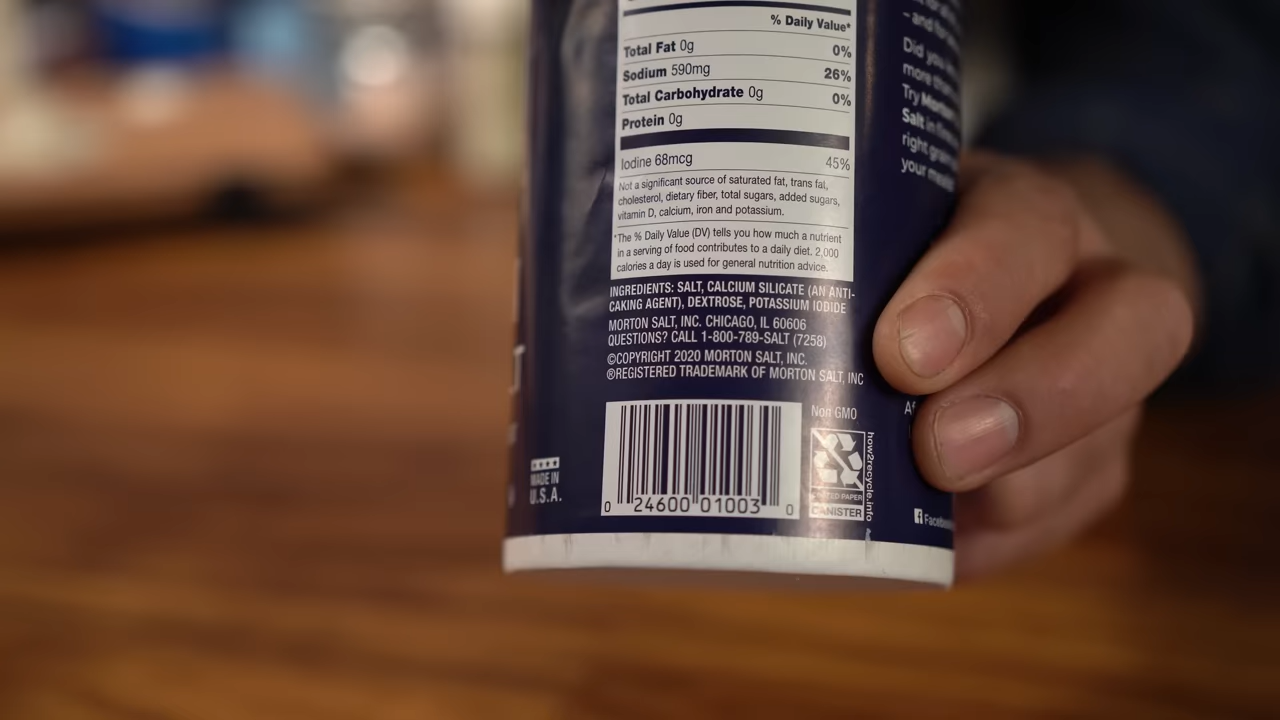 % Daily Value*
Total Fat 0g 0%
Sodium 590mg 26%
Total Carbohydrate 0g 0%
Protein 0g
Iodine 68mcg 45%
Not a significant source of saturated fat, trans fat,
cholesterol, dietary fiber, total sugars, added sugars,
vitamin D, calcium, iron and potassium.
*The % Daily Value (DV) tells you how much a nutrient
in a serving of food contributes to a daily diet. 2,000
calories a day is used for general nutrition advice.
INGREDIENTS: SALT, CALCIUM SILICATE (AN ANTI-
CAKING AGENT), DEXTROSE, POTASSIUM IODIDE
MORTON SALT, INC. CHICAGO, IL 60606
QUESTIONS? CALL 1-800-789-SALT (7258)
©COPYRIGHT 2020 MORTON SALT, INC.
®REGISTERED TRADEMARK OF MORTON SALT, INC
MADE IN
U.S.A.
0 24600 01003 0
Non GMO
PAPER
CANISTER
how2recycle.info
– and for
Did you
more than
Try
Salt in
right
your